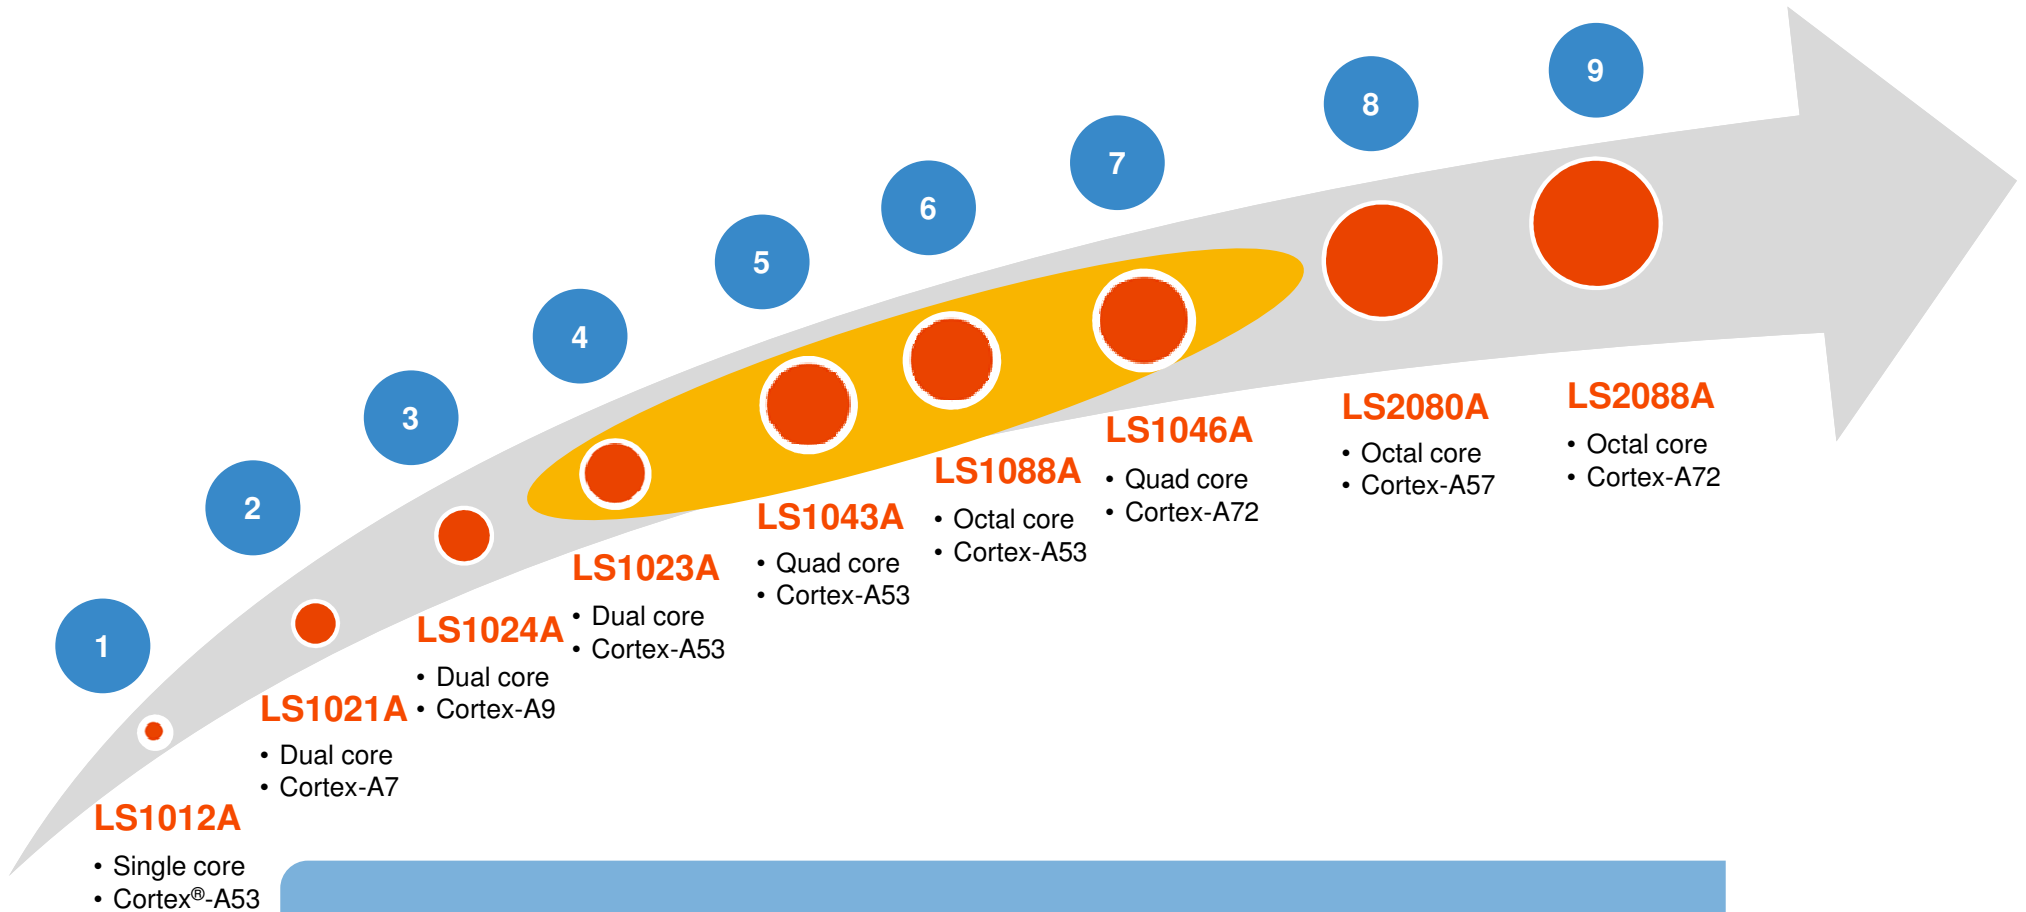 1
LS1012A
• Single core
• Cortex®-A53
2
LS1021A
• Dual core
• Cortex-A7
3
LS1024A
• Dual core
• Cortex-A9
4
LS1023A
• Dual core
• Cortex-A53
5
LS1043A
• Quad core
• Cortex-A53
6
LS1088A
• Octal core
• Cortex-A53
7
LS1046A
• Quad core
• Cortex-A72
8
LS2080A
• Octal core
• Cortex-A57
9
LS2088A
• Octal core
• Cortex-A72